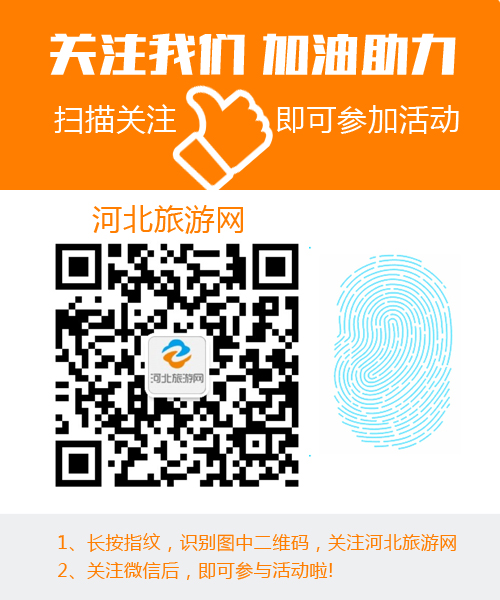 关注我们 加油助力
扫描关注 即可参加活动
河北旅游网
河北旅游网
1、长按指纹，识别图中二维码，关注河北旅游网
2、关注微信后，即可参与活动啦!